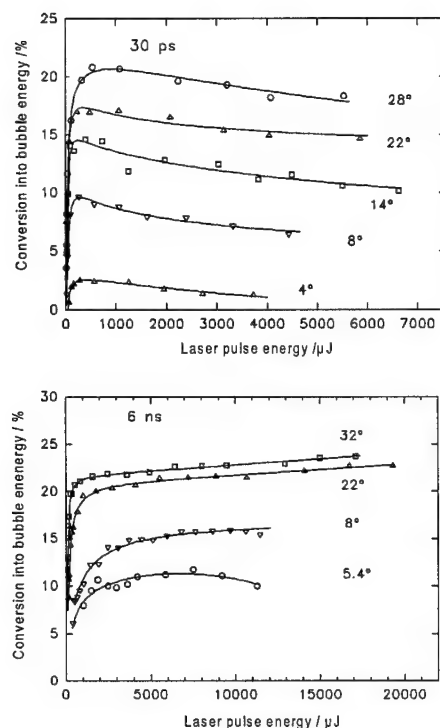 30 ps
Conversion into bubble energy /%
25
20
15
10
5
0
28°
22°
14°
8°
4°
0 1000 2000 3000 4000 5000 6000 7000
Laser pulse energy /µJ
6 ns
Conversion into bubble enenergy / %
30
25
20
15
10
5
0
32°
22°
8°
5.4°
0 5000 10000 15000 20000
Laser pulse energy / µJ